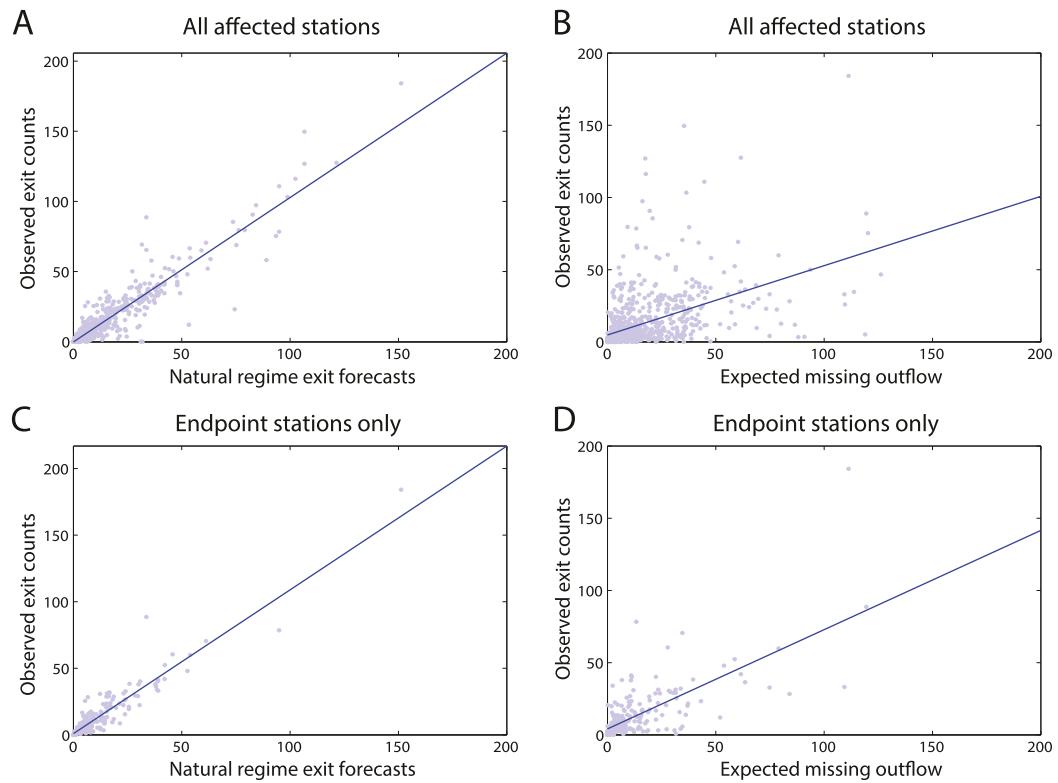 A
All affected stations
200
150
100
50
0
0 50 100 150 200
Observed exit counts
Natural regime exit forecasts
B
All affected stations
200
150
100
50
0
0 50 100 150 200
Observed exit counts
Expected missing outflow
C
Endpoint stations only
200
150
100
50
0
0 50 100 150 200
Observed exit counts
Natural regime exit forecasts
D
Endpoint stations only
200
150
100
50
0
0 50 100 150 200
Observed exit counts
Expected missing outflow